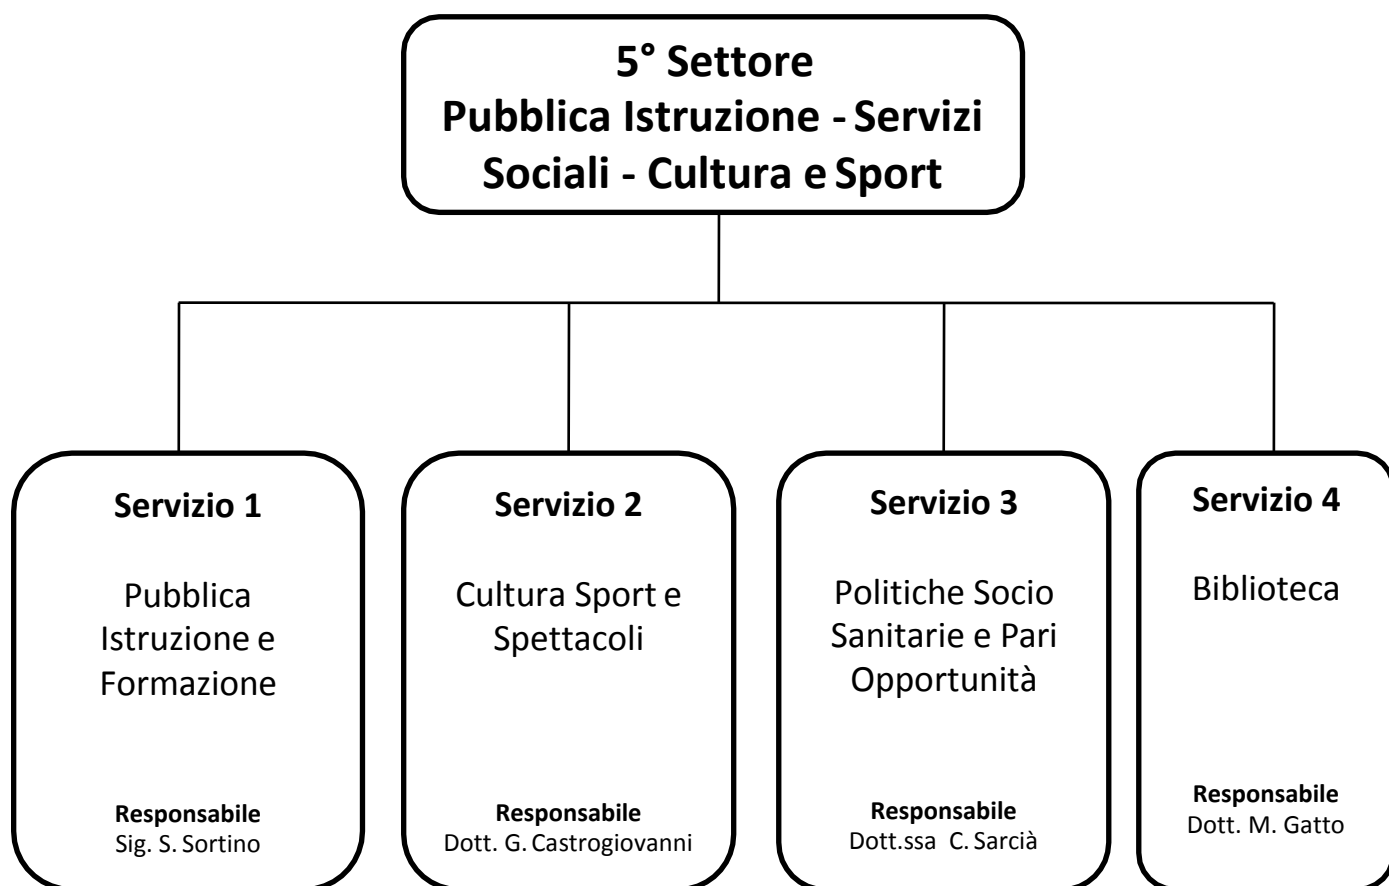 5° Settore
Pubblica Istruzione - Servizi
Sociali - Cultura e Sport
Servizio 1
Pubblica
Istruzione e
Formazione
Responsabile
Sig. S. Sortino
Servizio 2
Cultura Sport e
Spettacoli
Responsabile
Dott. G. Castrogiovanni
Servizio 3
Politiche Socio
Sanitarie e Pari
Opportunità
Responsabile
Dott.ssa C. Sarcià
Servizio 4
Biblioteca
Responsabile
Dott. M. Gatto